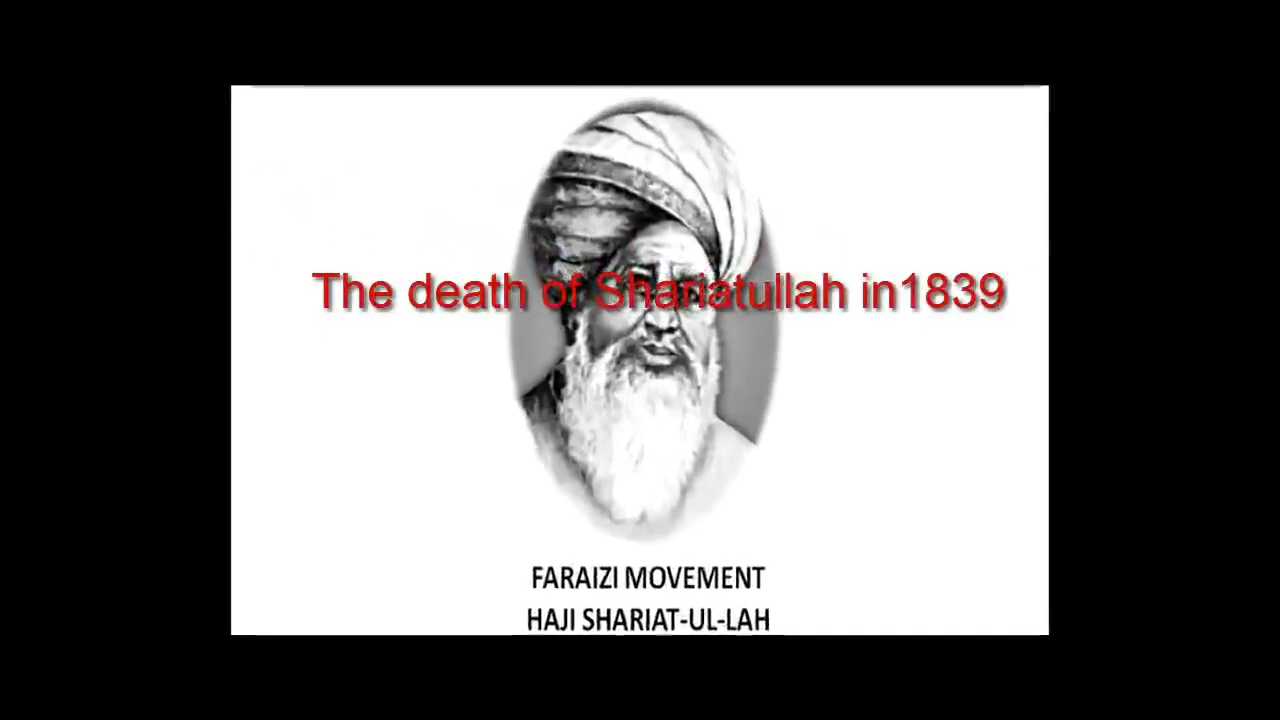 The death of Shariatullah in1839
FARAIZI MOVEMENT
HAJI SHARIAT-UL-LAH